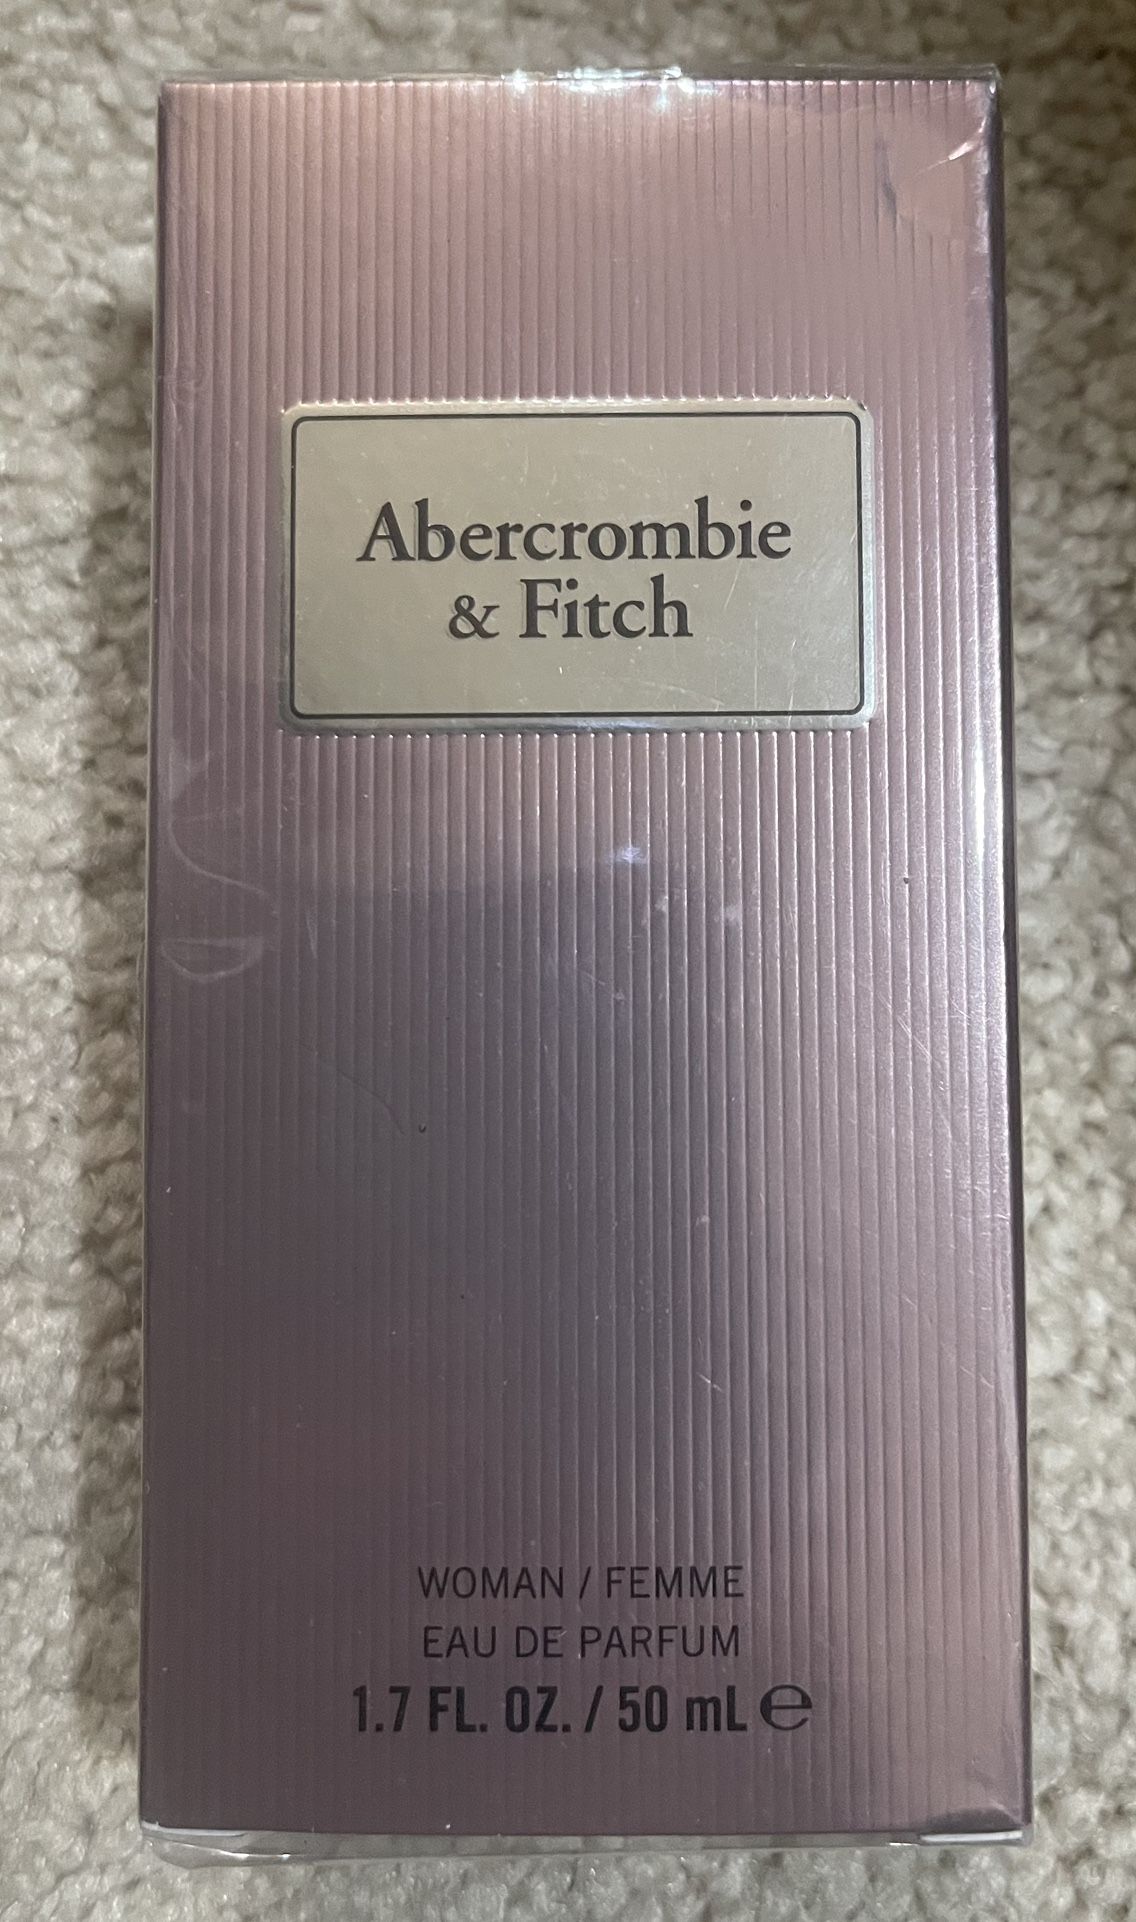 Abercrombie
& Fitch
WOMAN / FEMME
EAU DE PARFUM
1.7 FL. OZ. / 50 mL ℮